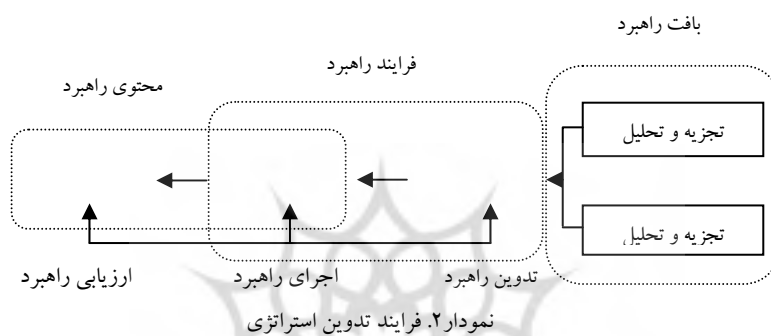 بافت راهبرد
فرایند راهبرد
محتوی راهبرد
تجزیه و تحلیل
تجزیه و تحلیل
تدوین راهبرد
اجرای راهبرد
ارزیابی راهبرد
نمودار۲. فرایند تدوین استراتژی